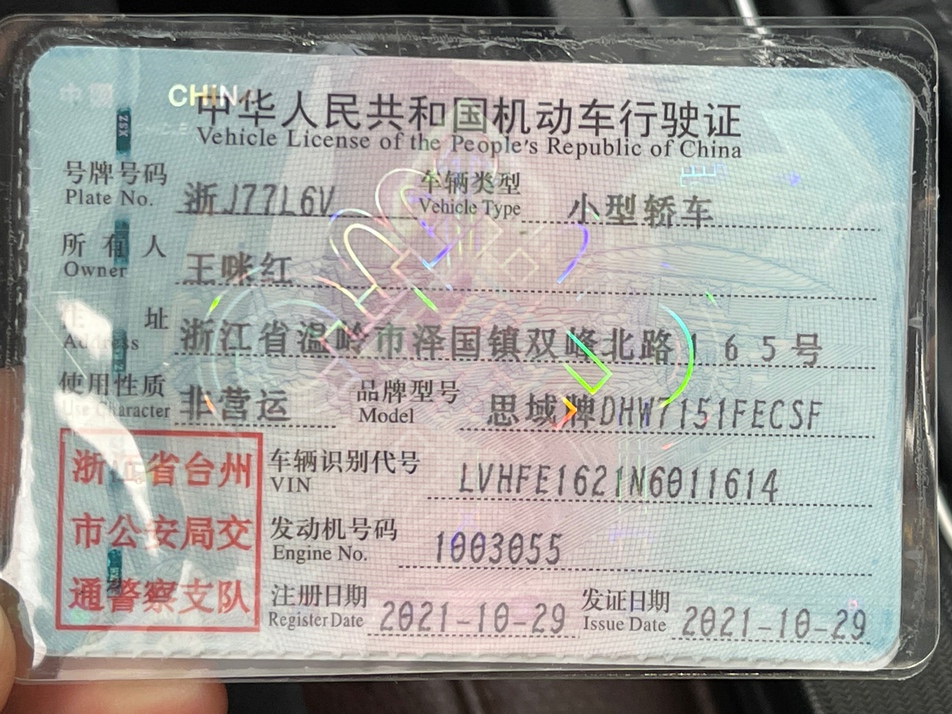 中华人民共和国机动车行驶证
Vehicle License of the People's Republic of China
号牌号码 浙J77L6V 车辆类型 小型轿车
Plate No. Vehicle Type
所有人 王咪红
Owner
住址 浙江省温岭市泽国镇双峰北路165号
Address
使用性质 非营运 品牌型号 思域牌DHW7151FECSF
Use Character Model
浙江省台州
市公安局交
通警察支队
车辆识别代号 LVHFE1621N6011614
VIN
发动机号码 1003055
Engine No.
注册日期 2021-10-29 发证日期 2021-10-29
Register Date Issue Date